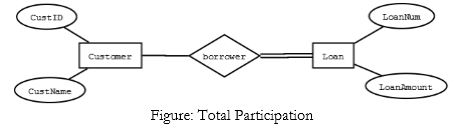 CustID
LoanNum
Customer
borrower
Loan
CustName
LoanAmount
Figure: Total Participation